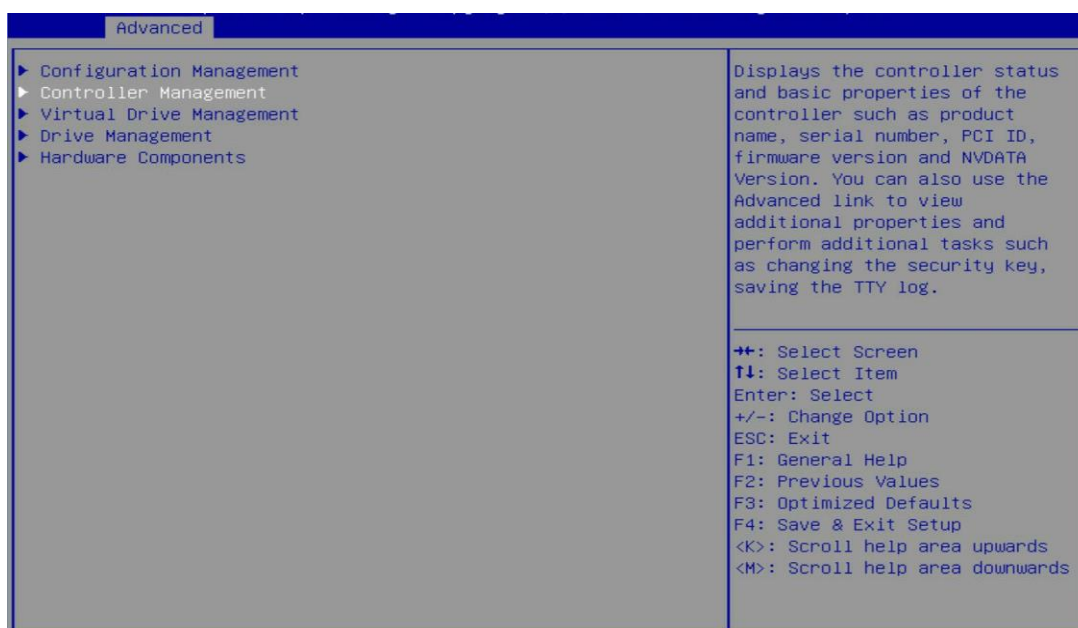 Advanced
Configuration Management
Controller Management
Virtual Drive Management
Drive Management
Hardware Components
Displays the controller status
and basic properties of the
controller such as product
name, serial number, PCI ID,
firmware version and NVDATA
Version. You can also use the
Advanced link to view
additional properties and
perform additional tasks such
as changing the security key,
saving the TTY log.
→←: Select Screen
↑↓: Select Item
Enter: Select
+/-: Change Option
ESC: Exit
F1: General Help
F2: Previous Values
F3: Optimized Defaults
F4: Save & Exit Setup
<K>: Scroll help area upwards
<M>: Scroll help area downwards